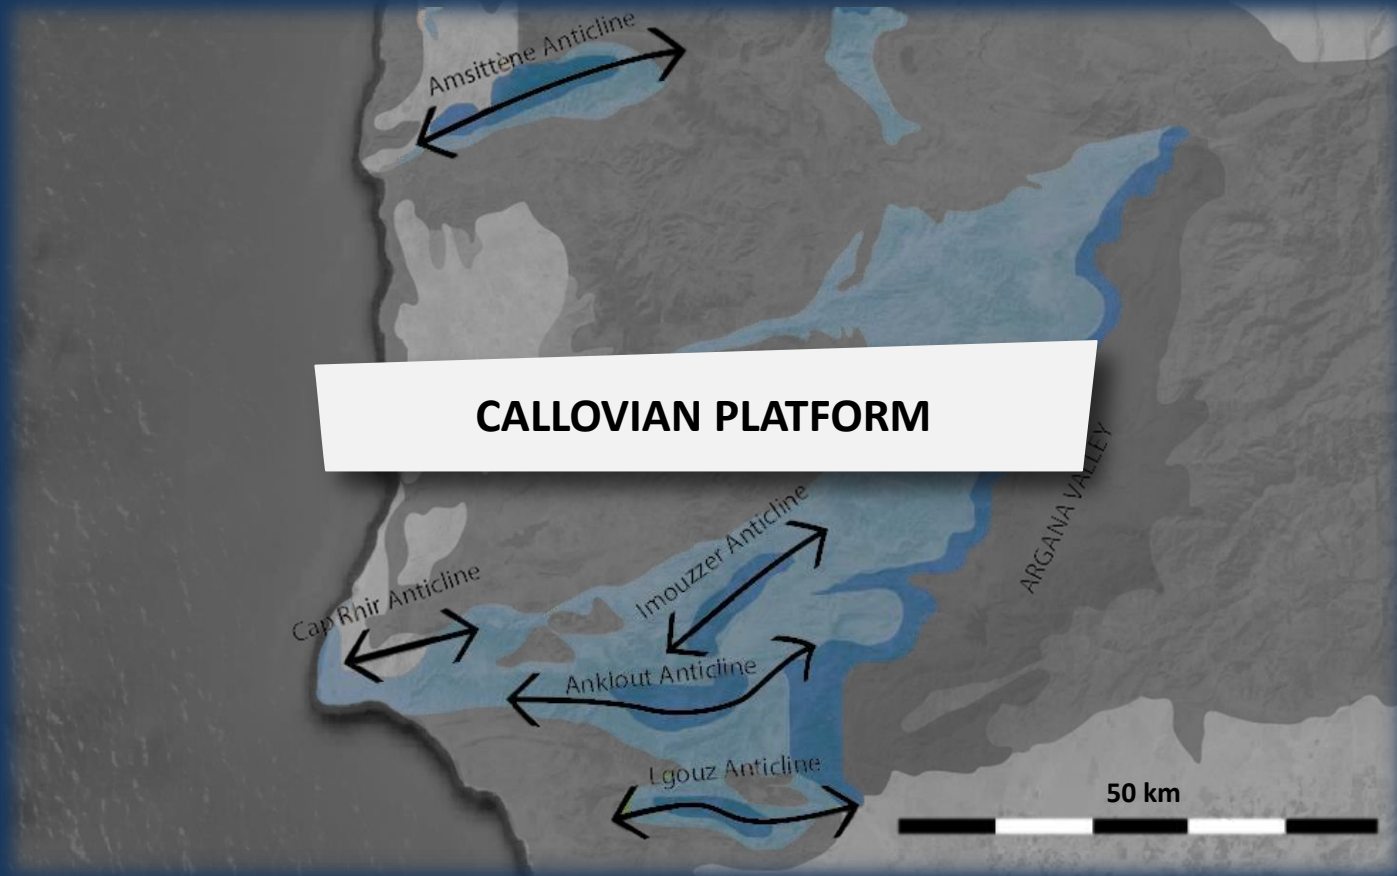 Amsittène Anticline
CALLOVIAN PLATFORM
ARGANA VALLEY
Imouzzer Anticline
Cap Rhir Anticline
Anklout Anticline
Lgouz Anticline
50 km